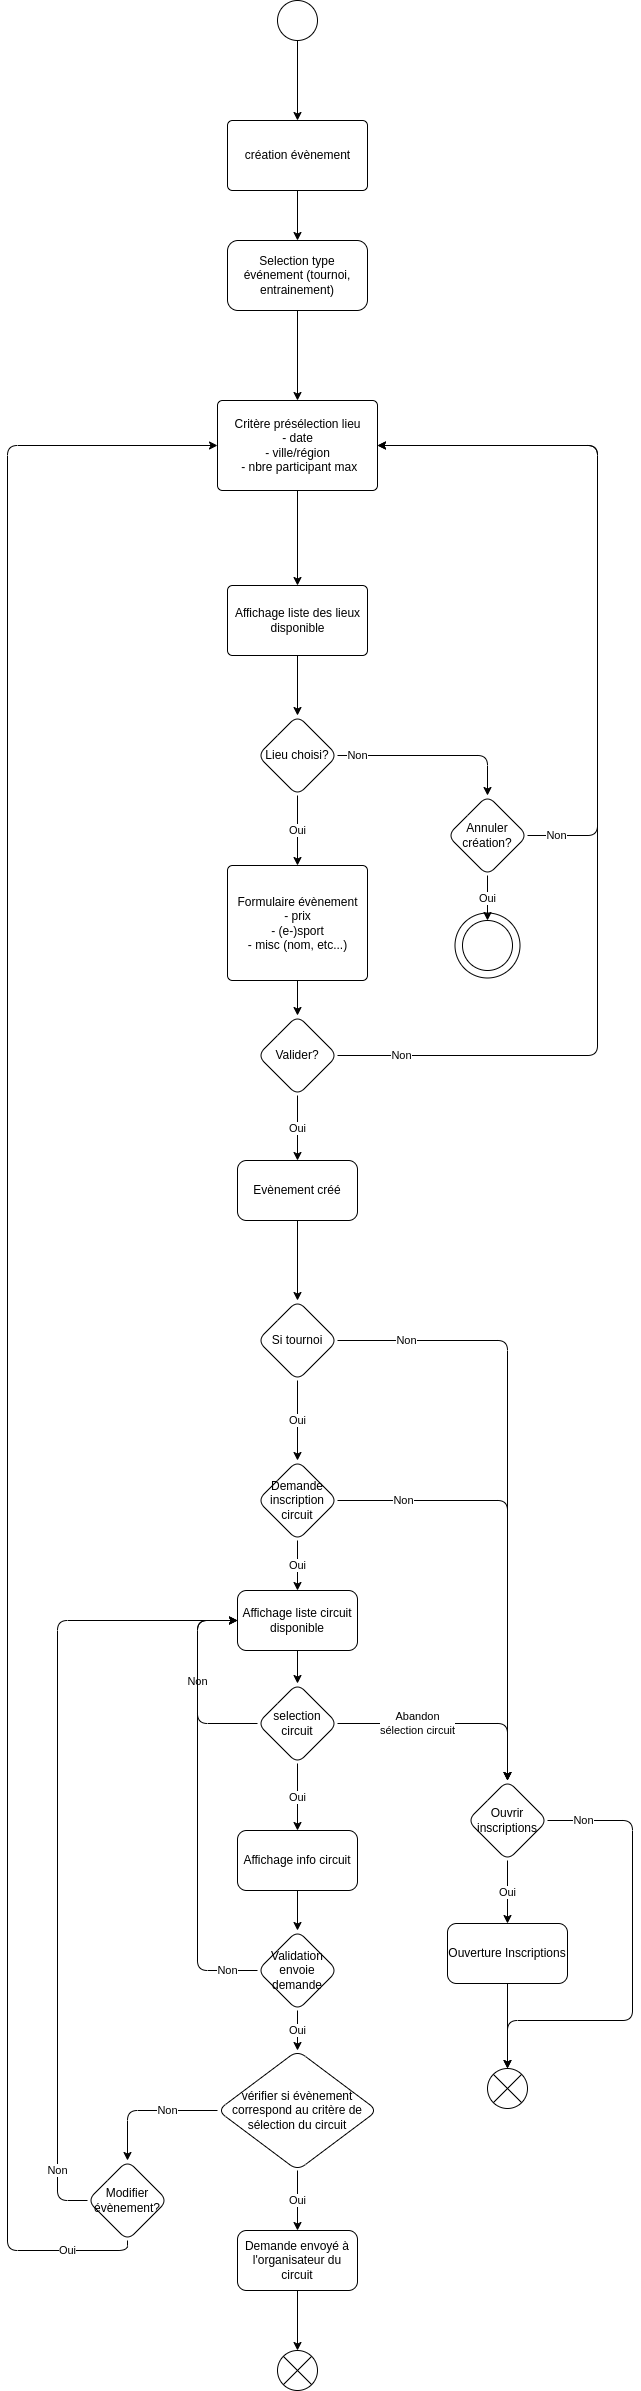 création évènement
Selection type
événement (tournoi,
entrainement)
Critère présélection lieu
- date
- ville/région
- nbre participant max
Affichage liste des lieux
disponible
Lieu choisi?
Non
Annuler
création?
Non
Oui
Oui
Formulaire évènement
- prix
- (e-)sport
- misc (nom, etc...)
Valider?
Non
Oui
Evènement créé
Si tournoi
Non
Oui
Demande
inscription
circuit
Non
Oui
Affichage liste circuit
disponible
Non
selection
circuit
Abandon
sélection circuit
Oui
Ouvrir
inscriptions
Non
Affichage info circuit
Oui
Ouverture Inscriptions
Validation
envoie
demande
Non
Oui
vérifier si évènement
correspond au critère de
sélection du circuit
Non
Non
Modifier
évènement?
Oui
Oui
Demande envoyé à
l'organisateur du
circuit